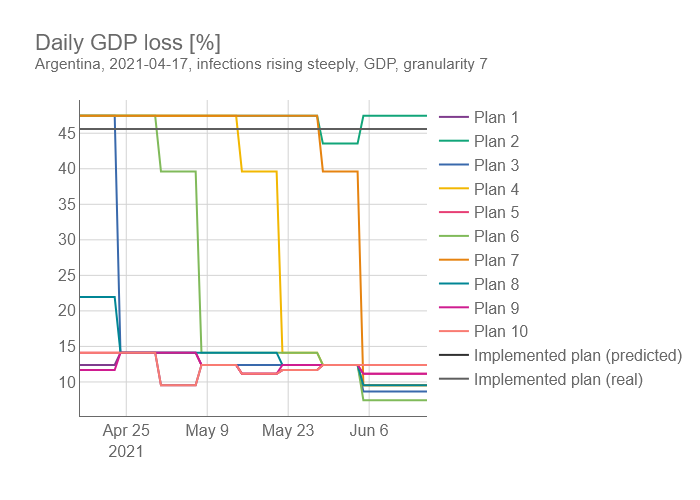 Daily GDP loss [%]
Argentina, 2021-04-17, infections rising steeply, GDP, granularity 7
45
40
35
30
25
20
15
10
Apr 25
2021
May 9
May 23
Jun 6
Plan 1
Plan 2
Plan 3
Plan 4
Plan 5
Plan 6
Plan 7
Plan 8
Plan 9
Plan 10
Implemented plan (predicted)
Implemented plan (real)